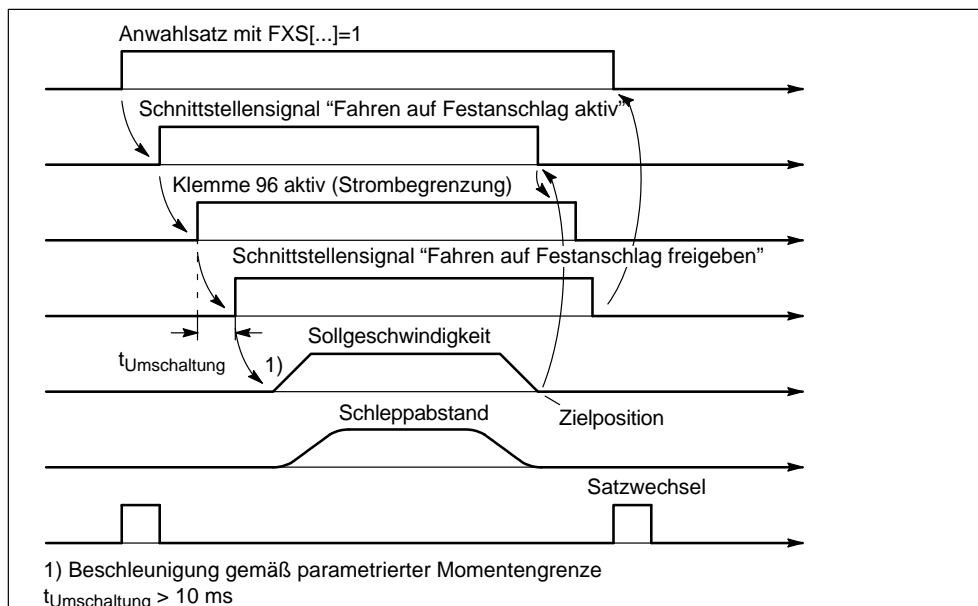 Anwahlsatz mit FXS[...]=1
Schnittstellensignal “Fahren auf Festanschlag aktiv”
Klemme 96 aktiv (Strombegrenzung)
Schnittstellensignal “Fahren auf Festanschlag freigeben”
Sollgeschwindigkeit
tUmschaltung 1)
Zielposition
Schleppabstand
Satzwechsel
1) Beschleunigung gemäß parametrierter Momentengrenze
tUmschaltung > 10 ms